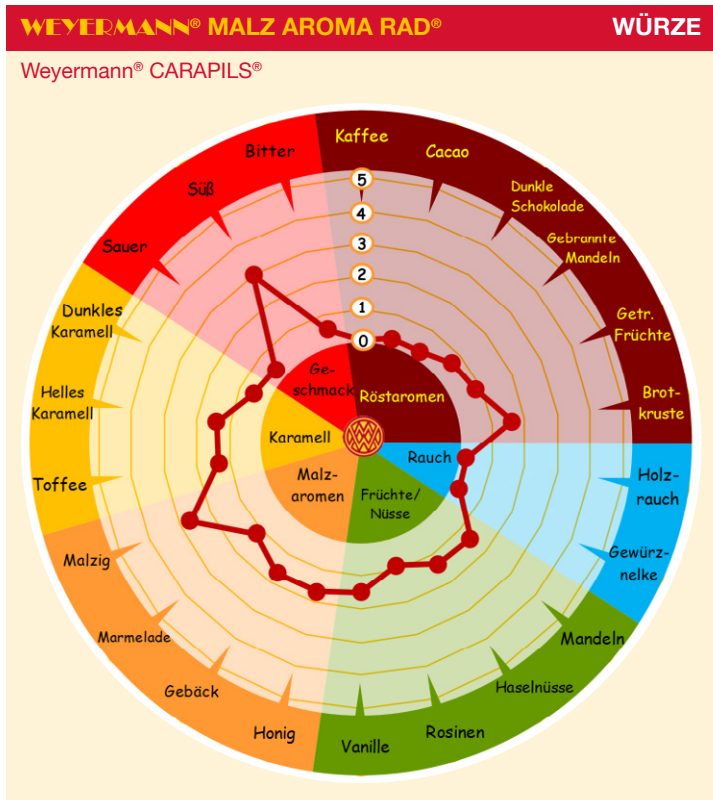 WEYERMANN® MALZ AROMA RAD®
WÜRZE
Weyermann® CARAPILS®
Kaffee
Cacao
Dunkle
Schokolade
Gebrannte
Mandeln
Getr.
Früchte
Brot-
kruste
Holz-
rauch
Gewürz-
nelke
Mandeln
Haselnüsse
Rosinen
Vanille
Honig
Gebäck
Marmelade
Malzig
Toffee
Helles
Karamell
Dunkles
Karamell
Sauer
Süß
Bitter
5
4
3
2
1
0
Ge-
schmack
Röstaromen
Karamell
Rauch
Malz-
aromen
Früchte/
Nüsse